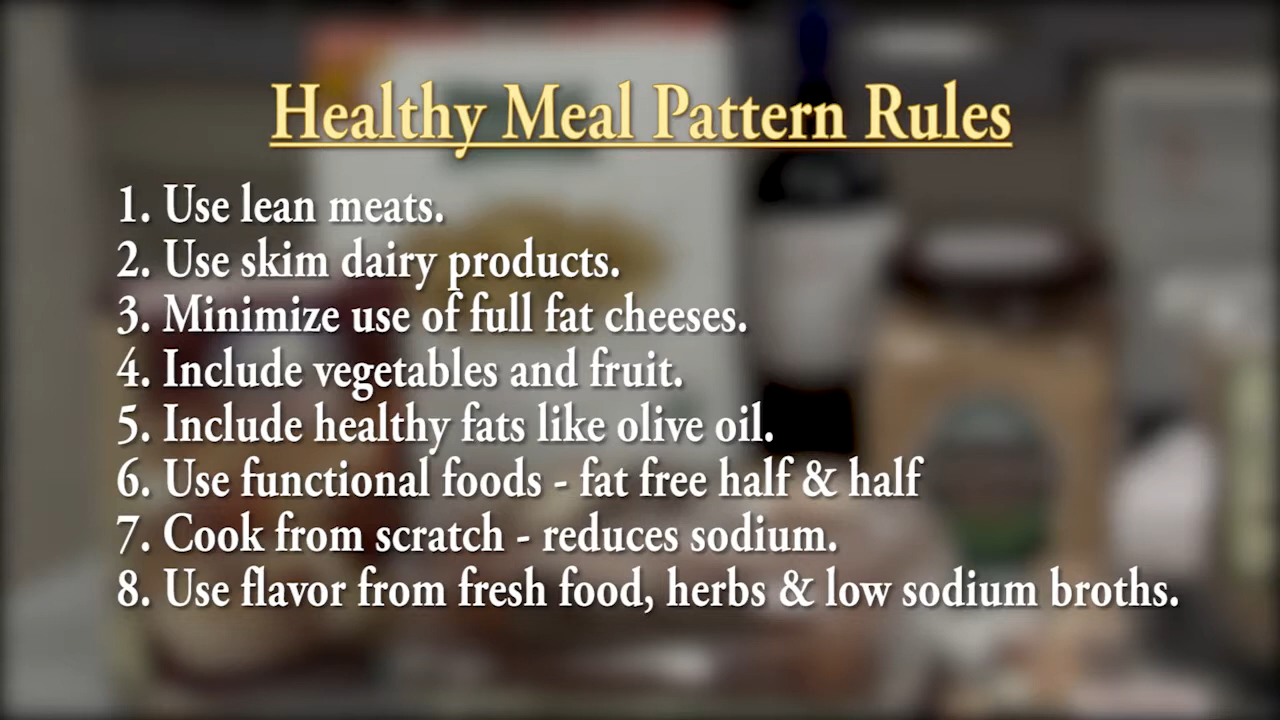 Healthy Meal Pattern Rules
1. Use lean meats.
2. Use skim dairy products.
3. Minimize use of full fat cheeses.
4. Include vegetables and fruit.
5. Include healthy fats like olive oil.
6. Use functional foods - fat free half & half
7. Cook from scratch - reduces sodium.
8. Use flavor from fresh food, herbs & low sodium broths.